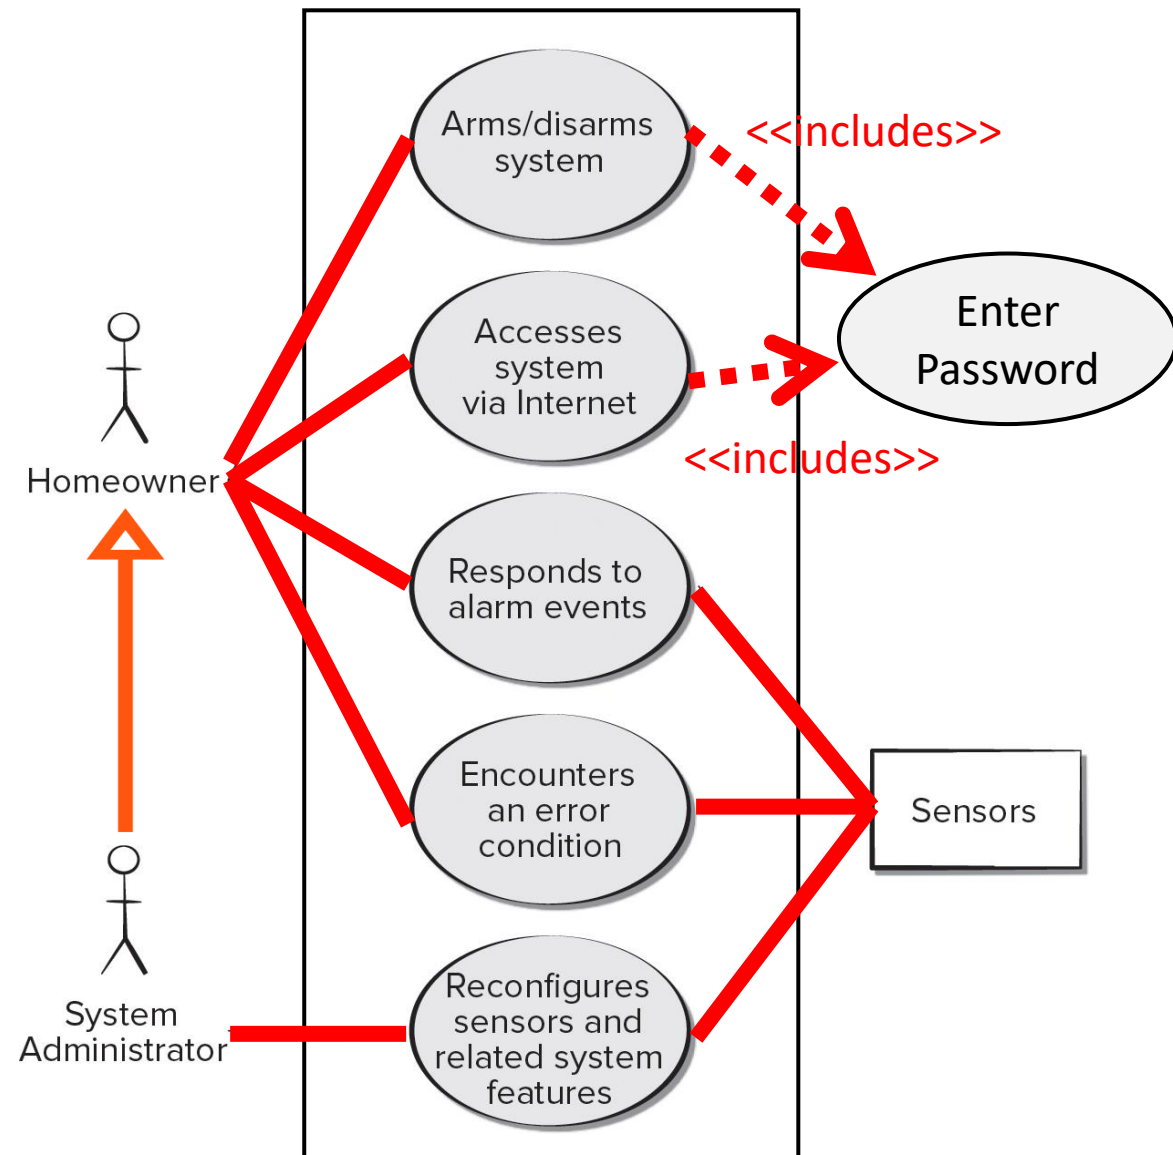 Arms/disarms
system
<<includes>>
Enter
Password
Accesses
system
via Internet
<<includes>>
Homeowner
Responds to
alarm events
Encounters
an error
condition
Sensors
System
Administrator
Reconfigures
sensors and
related system
features